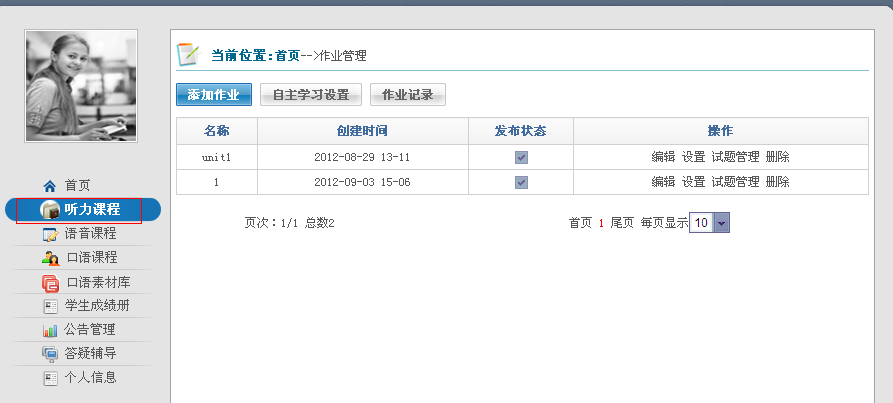 当前位置:首页-->作业管理
添加作业 自主学习设置 作业记录
名称 创建时间 发布状态 操作
unit1 2012-08-29 13-11 编辑 设置 试题管理 删除
1 2012-09-03 15-06 编辑 设置 试题管理 删除
页次：1/1 总数2 首页 1 尾页 每页显示 10
首页
听力课程
语音课程
口语课程
口语素材库
学生成绩册
公告管理
答疑辅导
个人信息